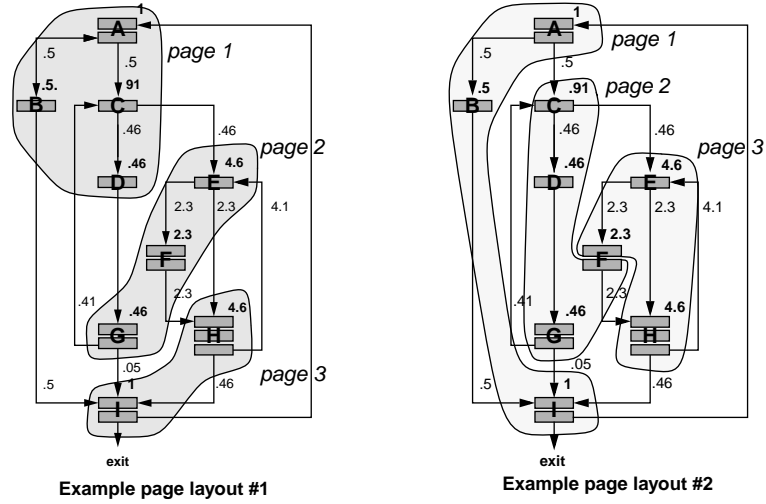 1
A
page 1
.5
.5
.5.
B
.91
C
.46
.46
.46
D
page 2
4.6
E
2.3
2.3
4.1
2.3
F
2.3
.41
.46
G
4.6
H
page 3
.05
.46
1
.5
I
exit
Example page layout #1
1
A
page 1
.5
.5
.5
B
.91
C
page 2
.46
.46
page 3
.46
D
4.6
E
2.3
2.3
4.1
2.3
F
2.3
.41
.46
G
4.6
H
.05
.46
1
.5
I
exit
Example page layout #2